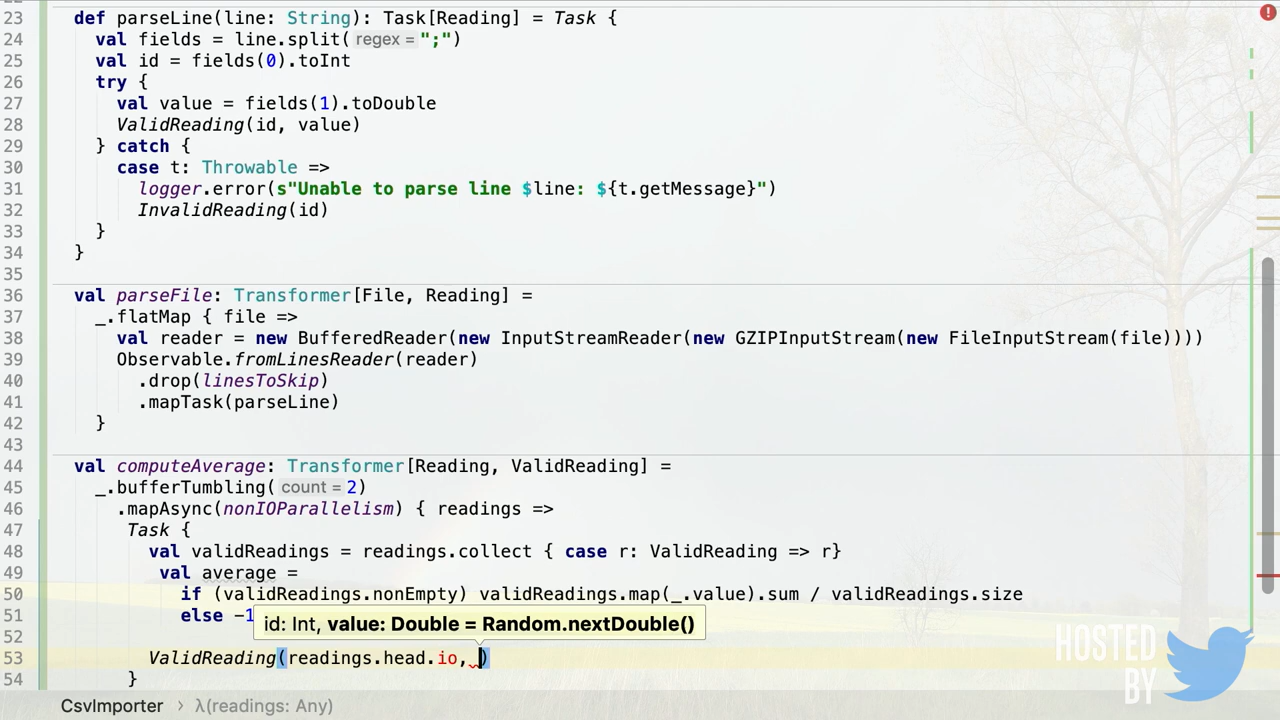 23 def parseLine(line: String): Task[Reading] = Task {
24 val fields = line.split( regex = ";")
25 val id = fields(0).toInt
26 try {
27 val value = fields(1).toDouble
28 ValidReading(id, value)
29 } catch {
30 case t: Throwable =>
31 logger.error(s"Unable to parse line $line: ${t.getMessage}")
32 InvalidReading(id)
33 }
34 }
35
36 val parseFile: Transformer[File, Reading] =
37 _.flatMap { file =>
38 val reader = new BufferedReader(new InputStreamReader(new GZIPInputStream(new FileInputStream(file))))
39 Observable.fromLinesReader(reader)
40 .drop(linesToSkip)
41 .mapTask(parseLine)
42 }
43
44 val computeAverage: Transformer[Reading, ValidReading] =
45 _.bufferTumbling( count = 2)
46 .mapAsync(nonIOParallelism) { readings =>
47 Task {
48 val validReadings = readings.collect { case r: ValidReading => r}
49 val average =
50 if (validReadings.nonEmpty) validReadings.map(_.value).sum / validReadings.size
51 else -1
id: Int, value: Double = Random.nextDouble()
52
53 ValidReading(readings.head.io, )
54 }
HOSTED
BY
CsvImporter › λ(readings: Any)